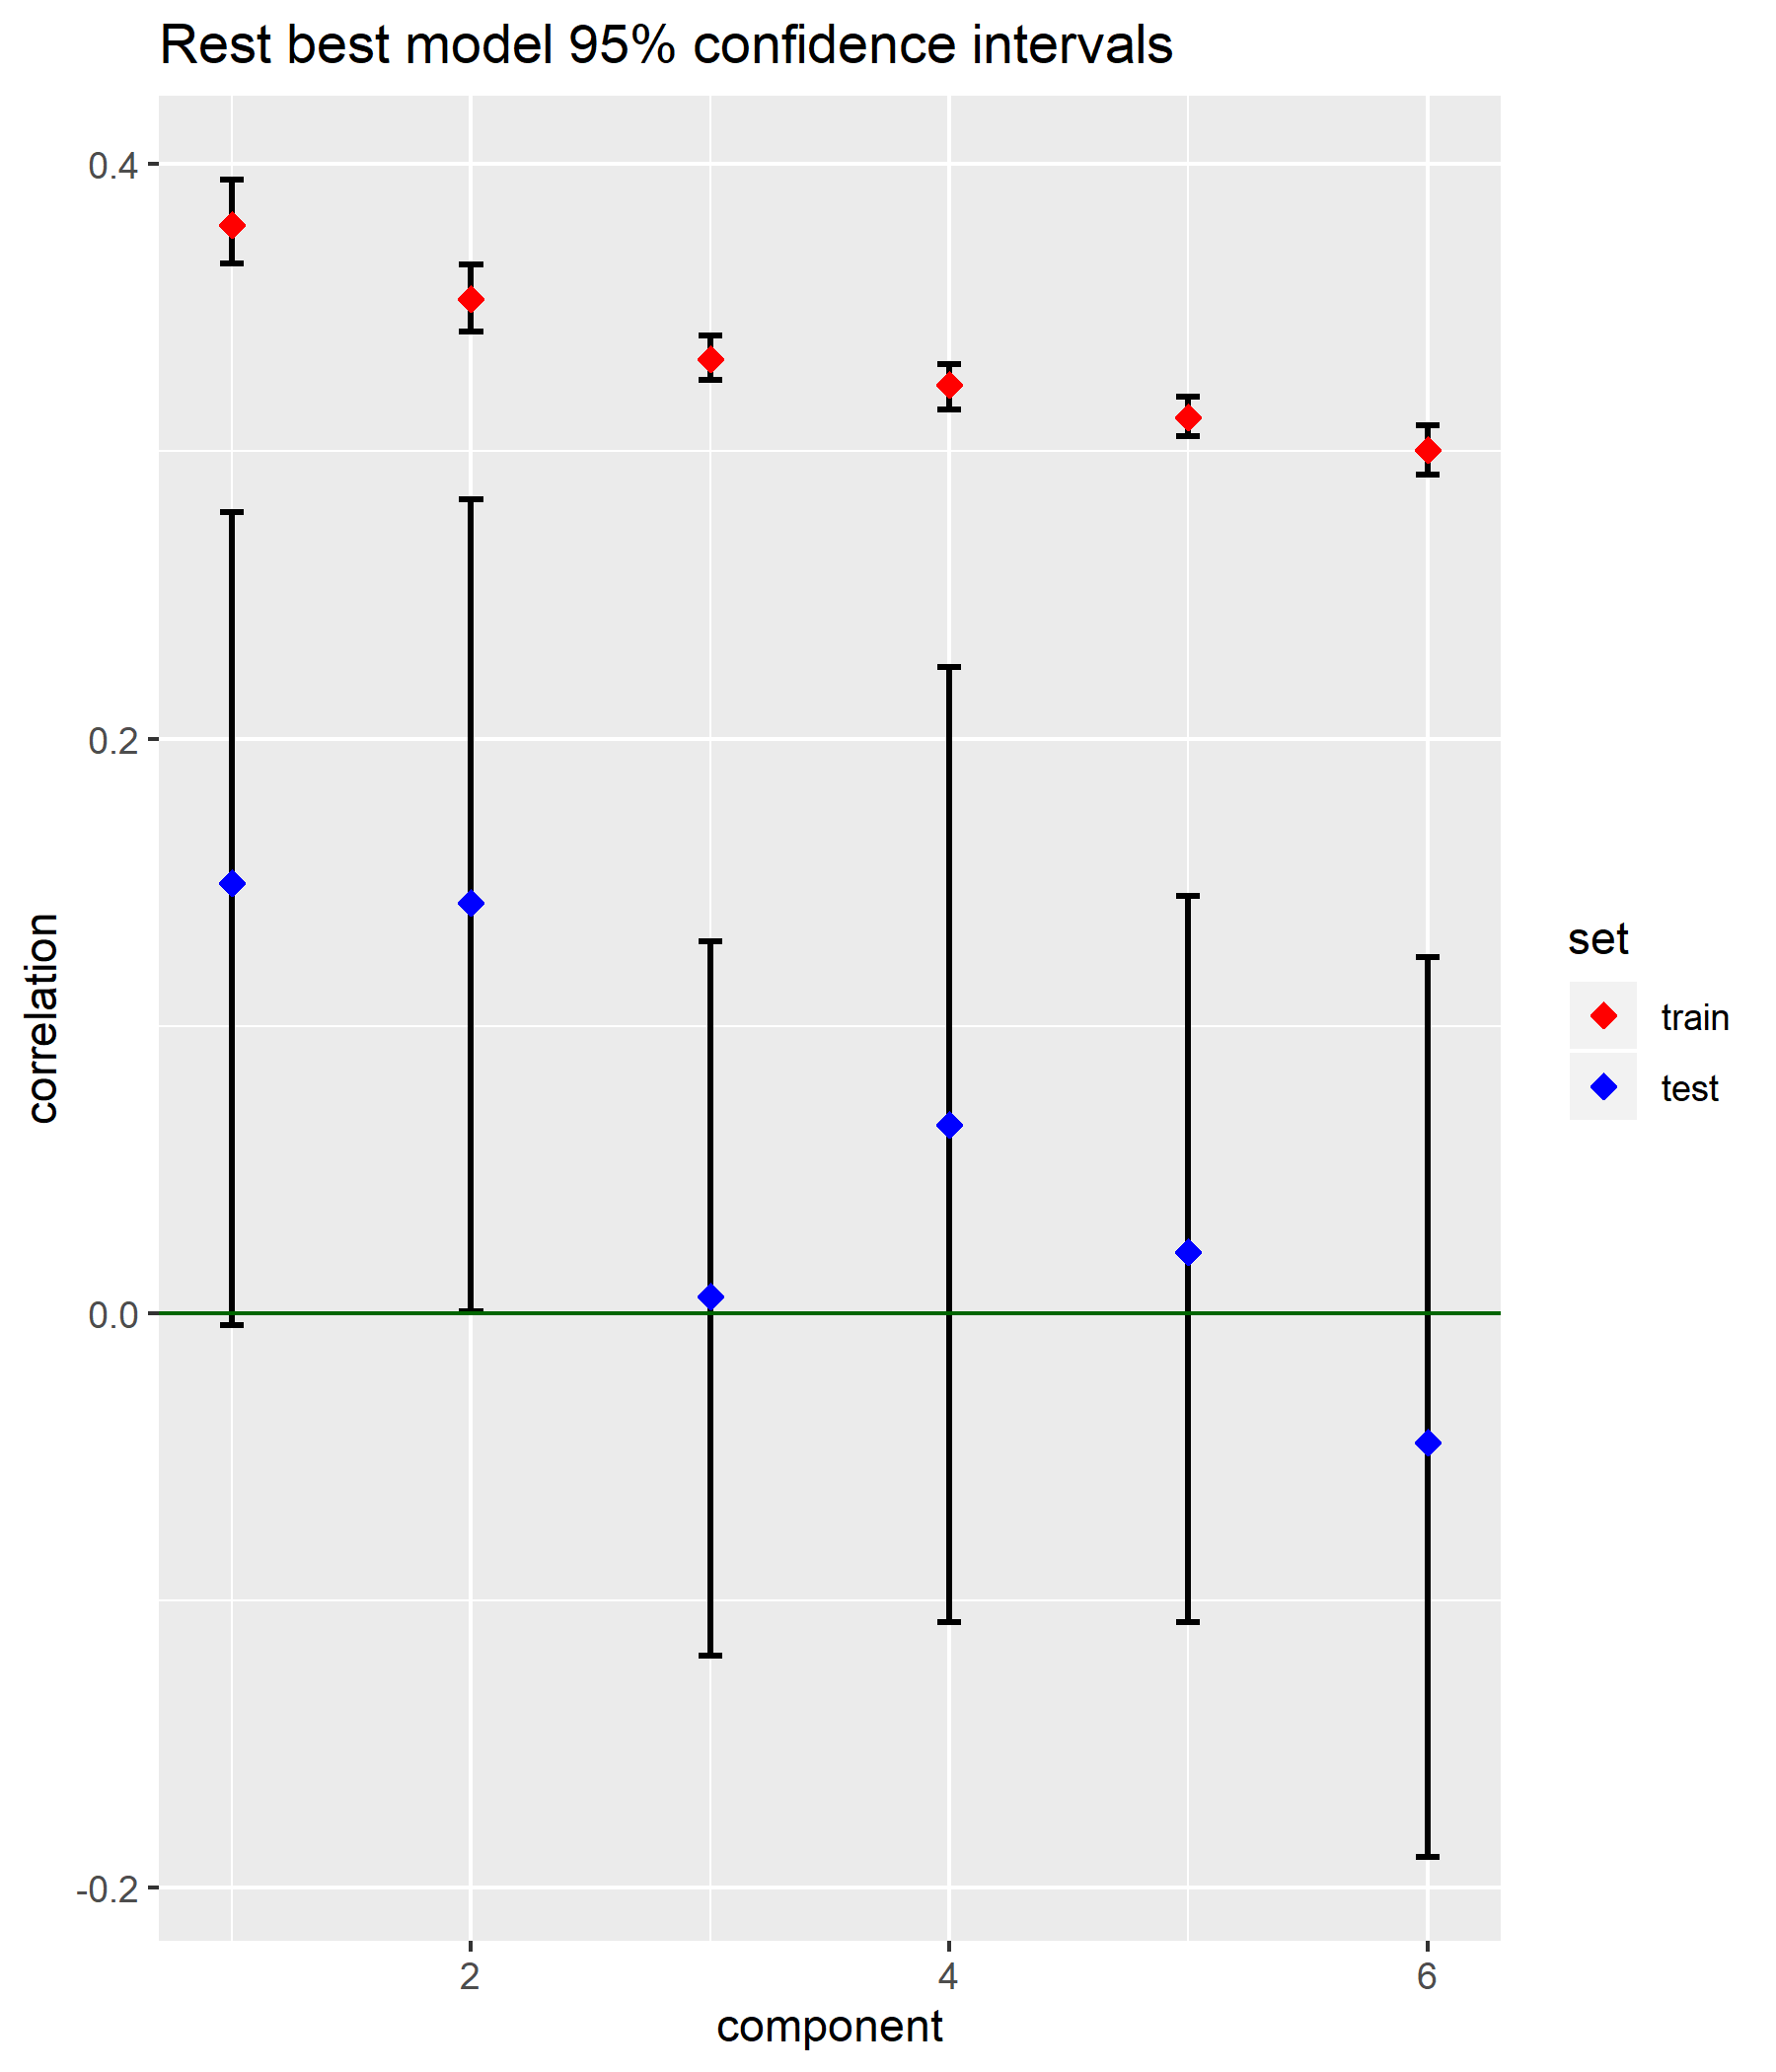 Rest best model 95% confidence intervals
0.4
0.2
0.0
-0.2
correlation
2
4
6
component
set
train
test